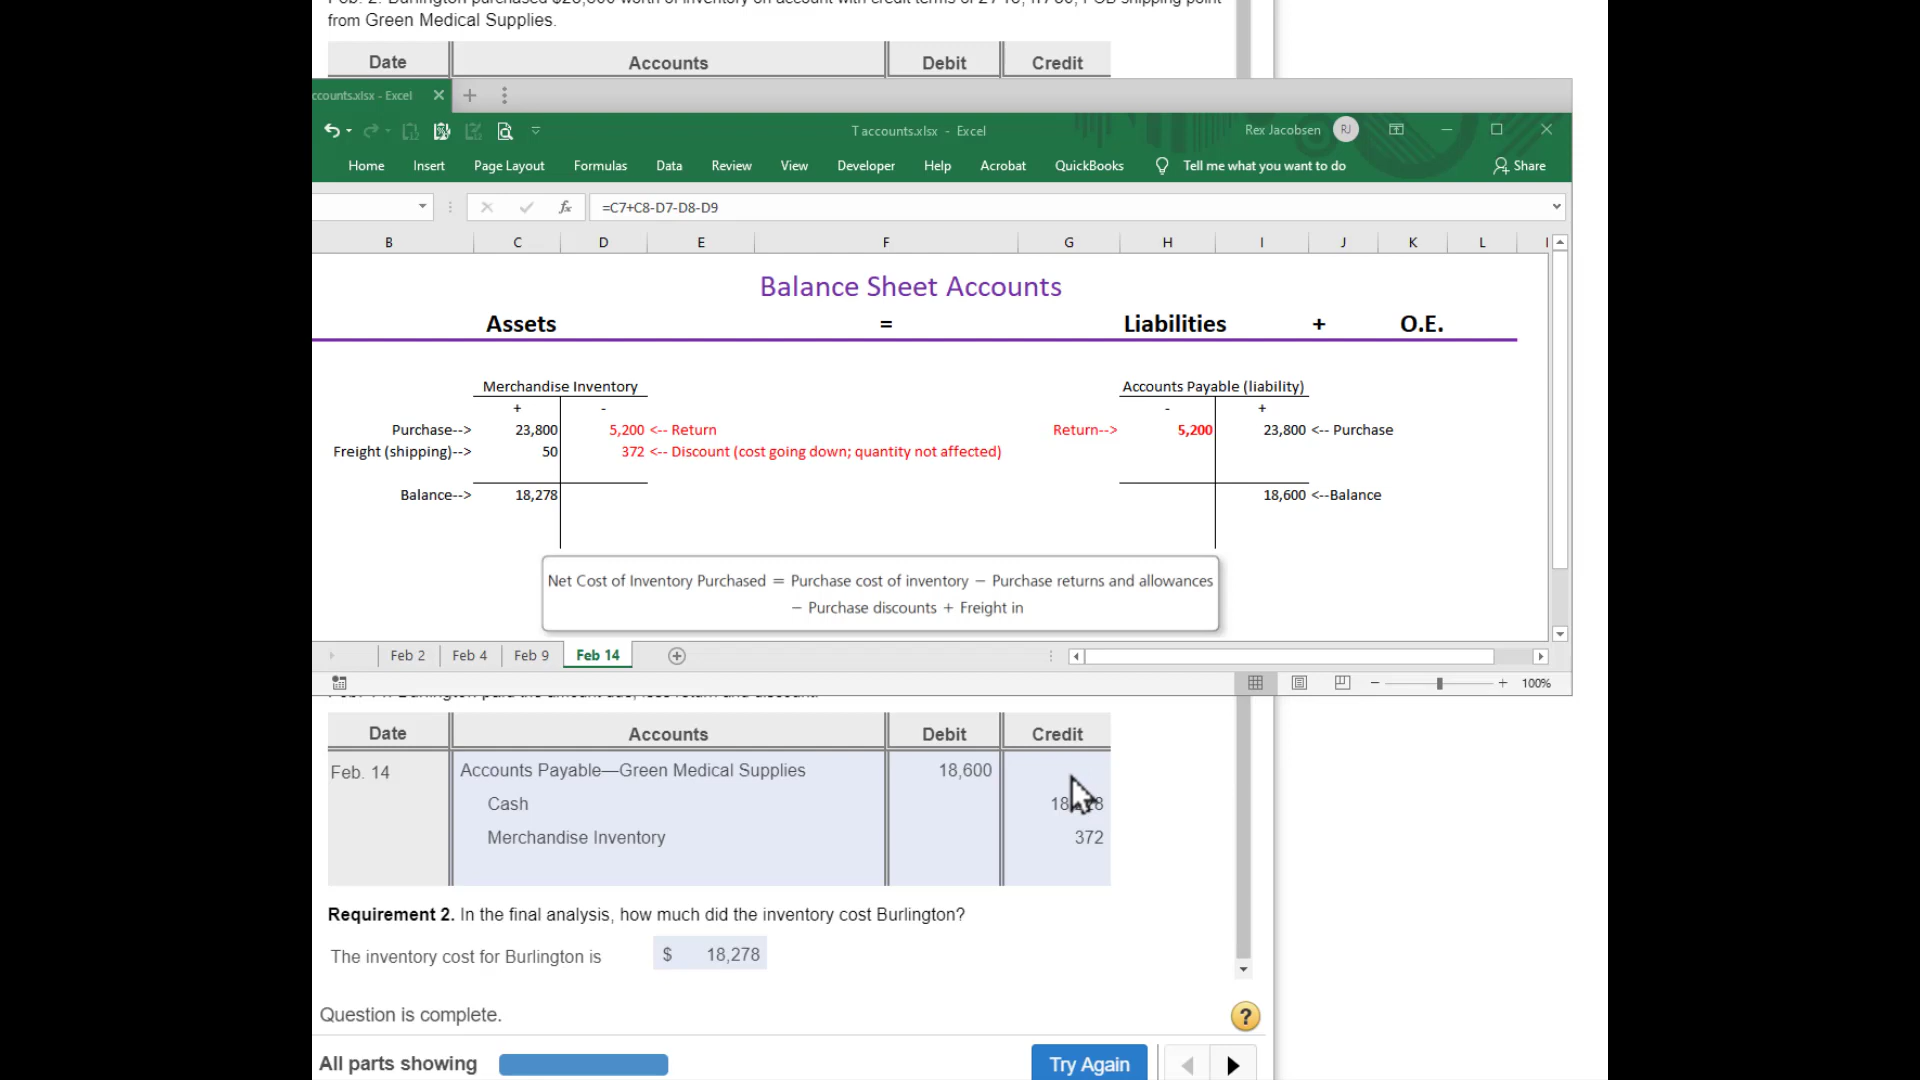 from Green Medical Supplies.
Date Accounts Debit Credit
ccounts.xlsx - Excel
T accounts.xlsx - Excel Rex Jacobsen RJ
Home Insert Page Layout Formulas Data Review View Developer Help Acrobat QuickBooks Tell me what you want to do Share
fx =C7+C8-D7-D8-D9
B C D E F G H I J K L
Balance Sheet Accounts
Assets = Liabilities + O.E.
Merchandise Inventory Accounts Payable (liability)
+ - - +
Purchase--> 23,800 5,200 <-- Return Return--> 5,200 23,800 <-- Purchase
Freight (shipping)--> 50 372 <-- Discount (cost going down; quantity not affected)
Balance--> 18,278 18,600 <--Balance
Net Cost of Inventory Purchased = Purchase cost of inventory − Purchase returns and allowances
− Purchase discounts + Freight in
Feb 2 Feb 4 Feb 9 Feb 14
100%
Date Accounts Debit Credit
Feb. 14 Accounts Payable—Green Medical Supplies 18,600
Cash
Merchandise Inventory 372
Requirement 2. In the final analysis, how much did the inventory cost Burlington?
The inventory cost for Burlington is $ 18,278
Question is complete.
?
All parts showing Try Again